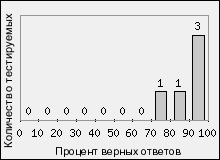 Количество тестируемых
3
1 1
0 0 0 0 0 0 0
0 10 20 30 40 50 60 70 80 90 100
Процент верных ответов